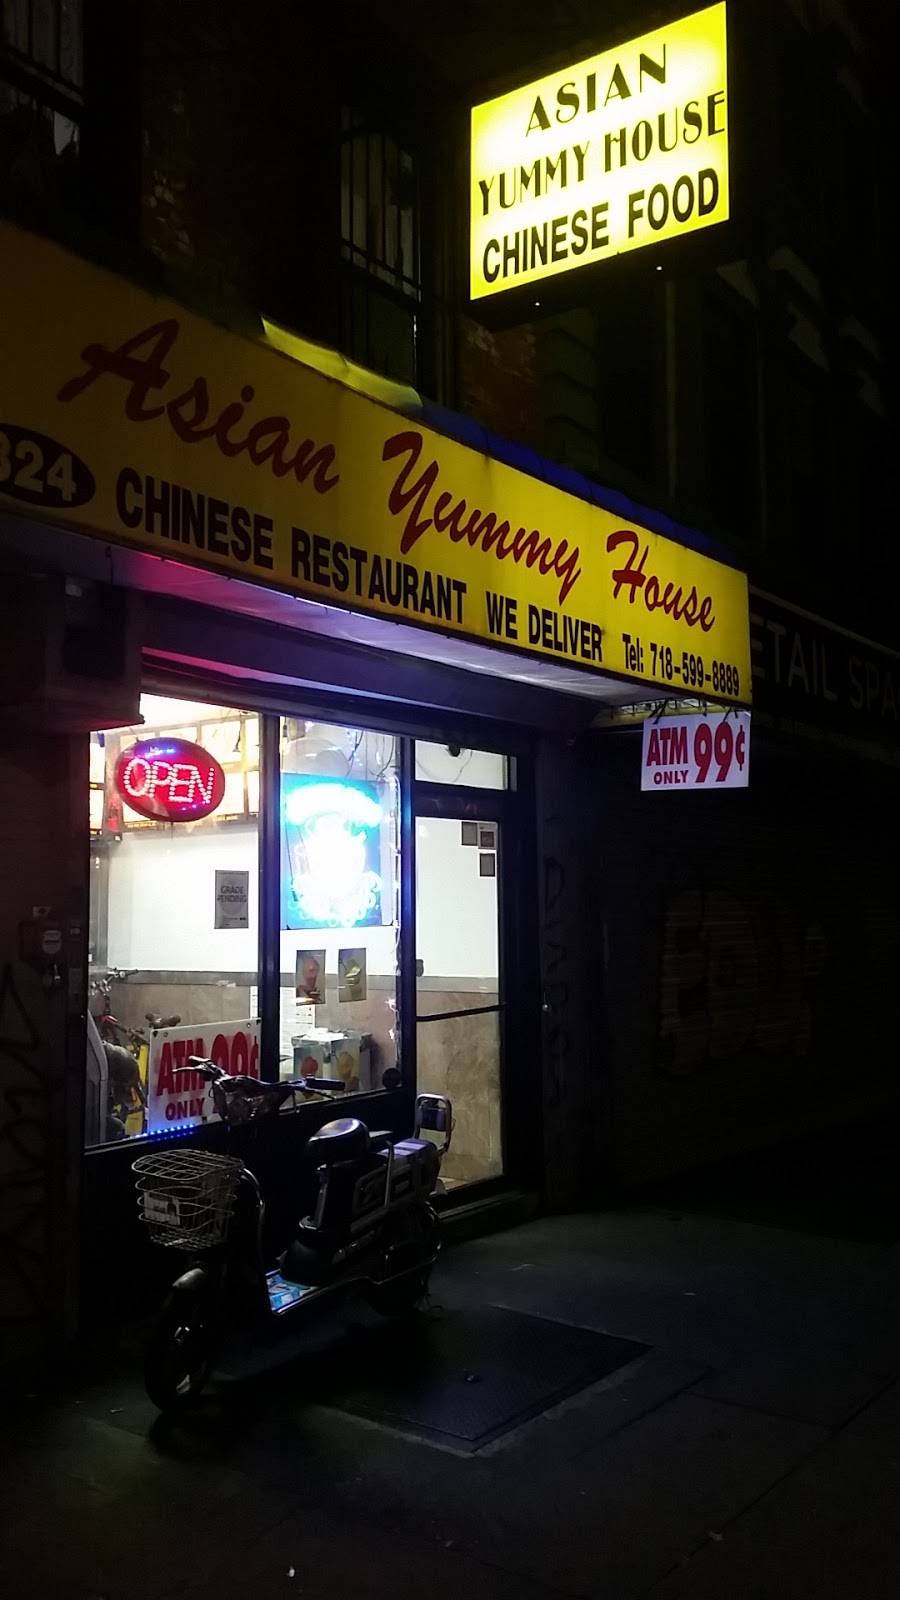 ASIAN
YUMMY HOUSE
CHINESE FOOD
Asian Yummy House
324
CHINESE RESTAURANT WE DELIVER Tel: 718-599-8889
ETAIL SPA
ATM 99¢
ONLY
OPEN
GRADE
PENDING
ATM 99¢
ONLY